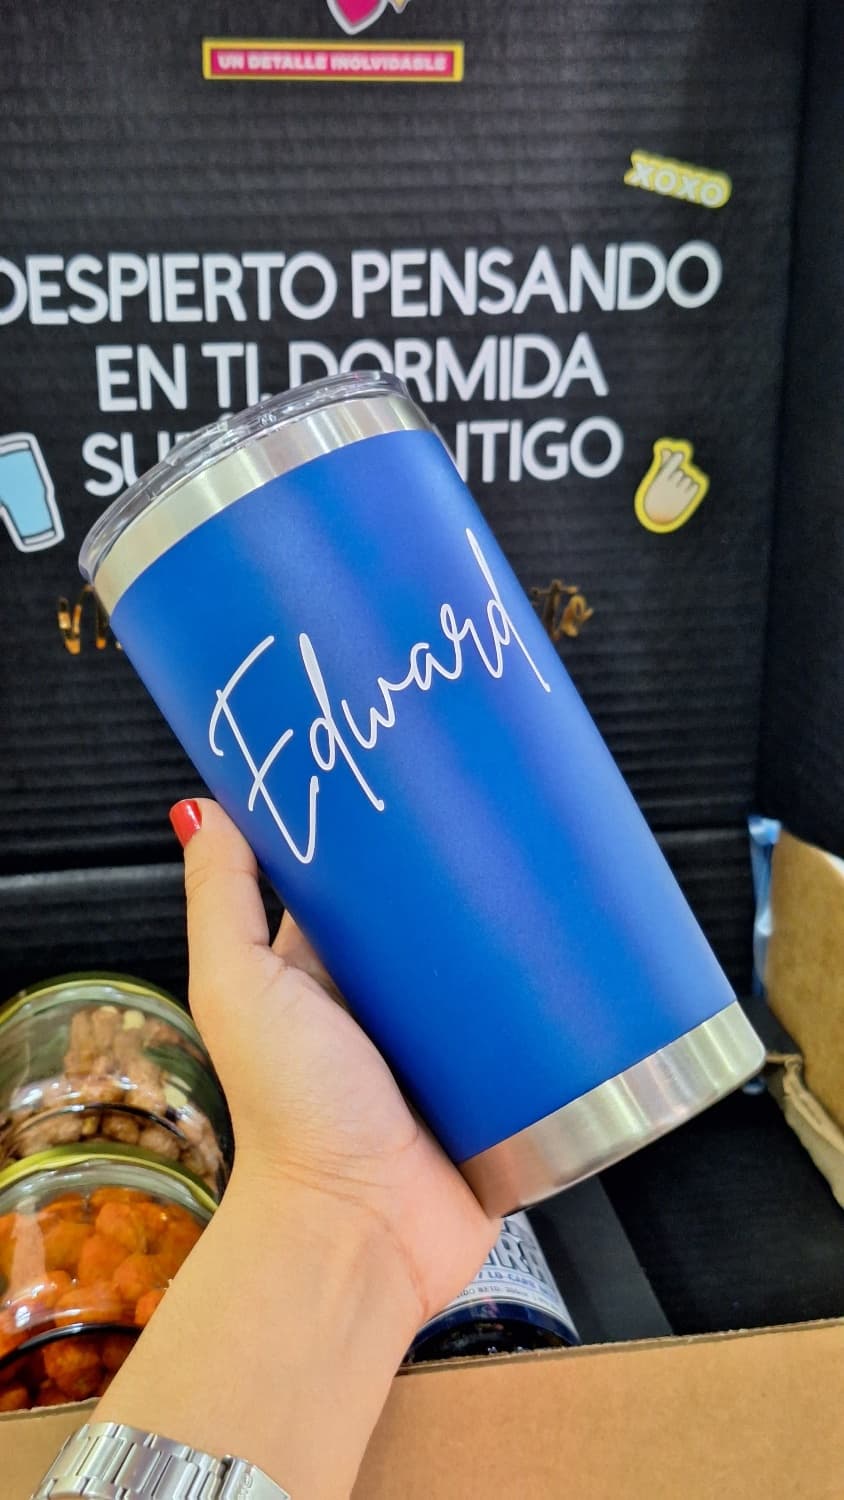 UN DETALLE INOLVIDABLE
XOXO
DESPIERTO PENSANDO
EN TI, DORMIDA
Edward